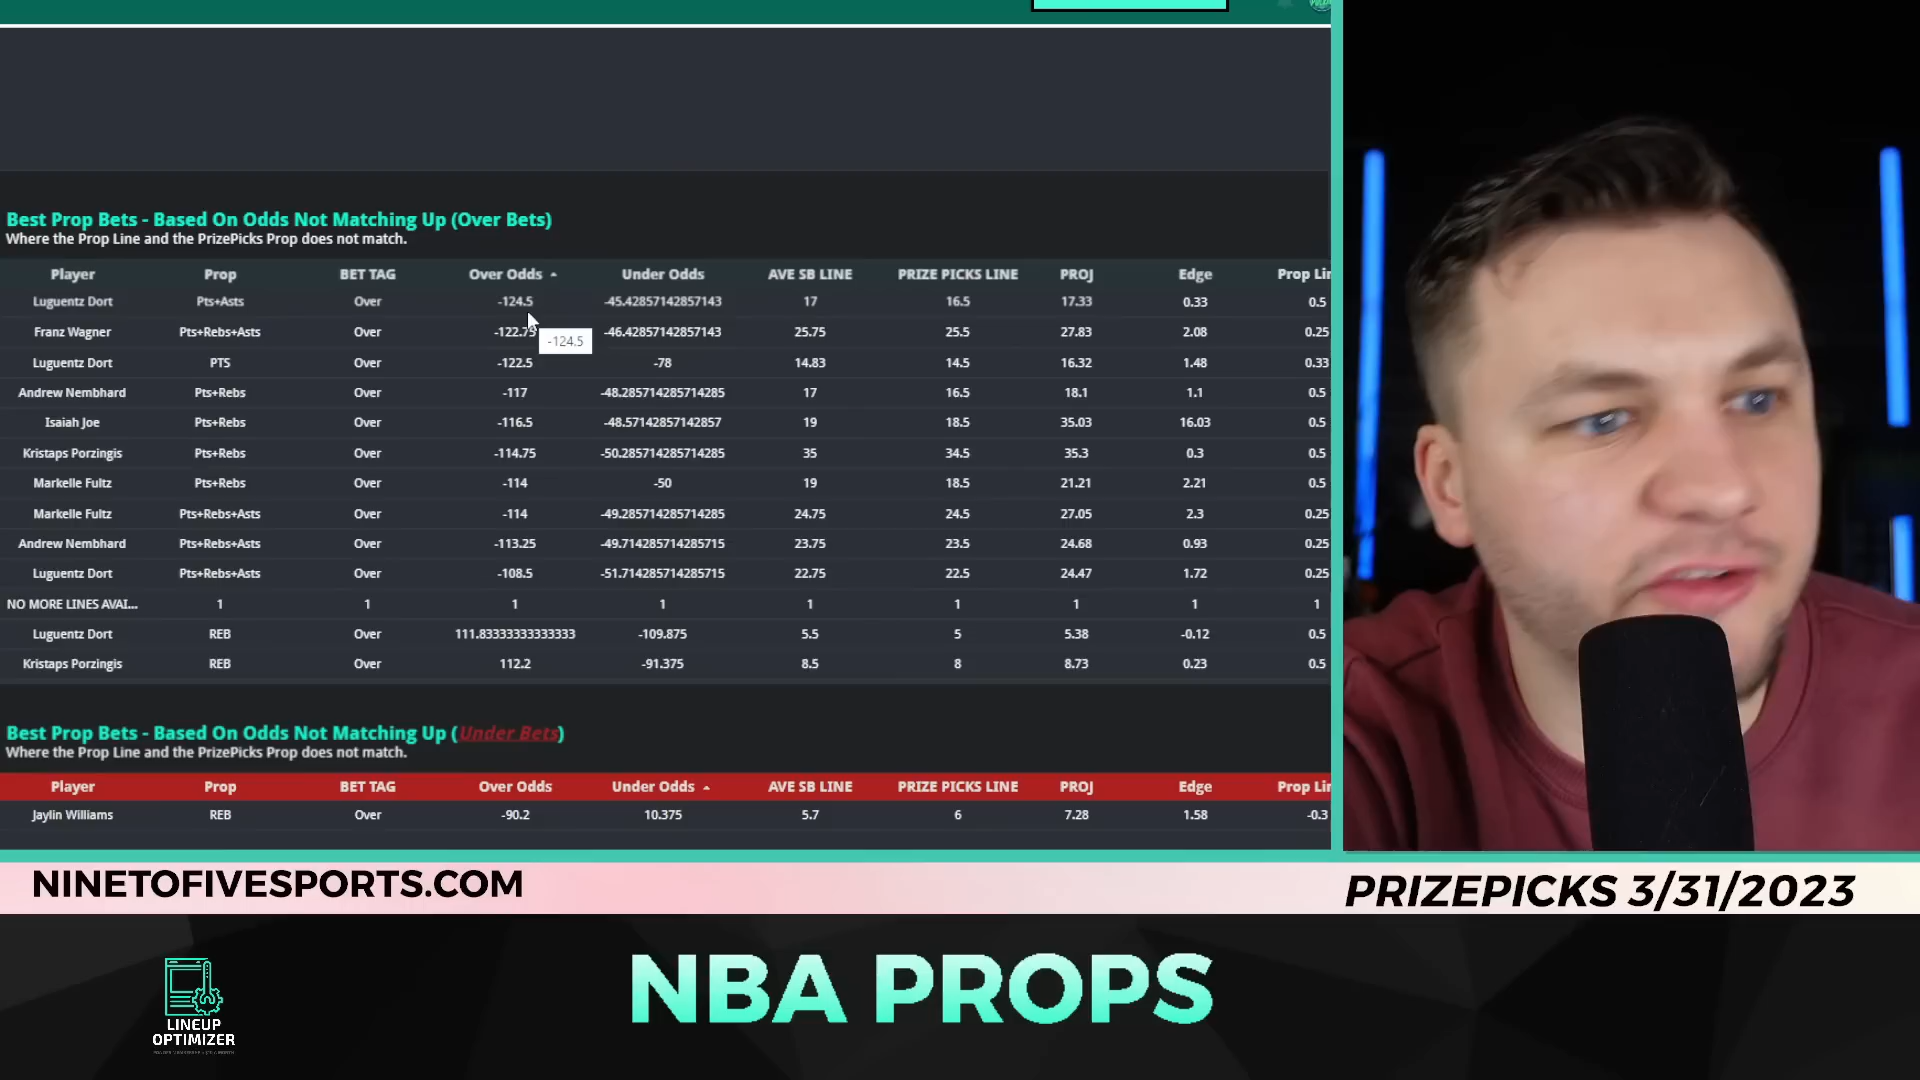 Best Prop Bets - Based On Odds Not Matching Up (Over Bets)
Where the Prop Line and the PrizePicks Prop does not match.
Player Prop BET TAG Over Odds Under Odds AVE SB LINE PRIZE PICKS LINE PROJ Edge Prop Lin
Luguentz Dort Pts+Asts Over -124.5 -45.42857142857143 17 16.5 17.33 0.33 0.5
Franz Wagner Pts+Rebs+Asts Over -122.75 -46.42857142857143 25.75 25.5 27.83 2.08 0.25
-124.5
Luguentz Dort PTS Over -122.5 -78 14.83 14.5 16.32 1.48 0.33
Andrew Nembhard Pts+Rebs Over -117 -48.285714285714285 17 16.5 18.1 1.1 0.5
Isaiah Joe Pts+Rebs Over -116.5 -48.57142857142857 19 18.5 35.03 16.03 0.5
Kristaps Porzingis Pts+Rebs Over -114.75 -50.285714285714285 35 34.5 35.3 0.3 0.5
Markelle Fultz Pts+Rebs Over -114 -50 19 18.5 21.21 2.21 0.5
Markelle Fultz Pts+Rebs+Asts Over -114 -49.285714285714285 24.75 24.5 27.05 2.3 0.25
Andrew Nembhard Pts+Rebs+Asts Over -113.25 -49.714285714285715 23.75 23.5 24.68 0.93 0.25
Luguentz Dort Pts+Rebs+Asts Over -108.5 -51.714285714285715 22.75 22.5 24.47 1.72 0.25
NO MORE LINES AVAI... 1 1 1 1 1 1 1 1 1
Luguentz Dort REB Over 111.83333333333333 -109.875 5.5 5 5.38 -0.12 0.5
Kristaps Porzingis REB Over 112.2 -91.375 8.5 8 8.73 0.23 0.5
Best Prop Bets - Based On Odds Not Matching Up (Under Bets)
Where the Prop Line and the PrizePicks Prop does not match.
Player Prop BET TAG Over Odds Under Odds AVE SB LINE PRIZE PICKS LINE PROJ Edge Prop Lin
Jaylin Williams REB Over -90.2 10.375 5.7 6 7.28 1.58 -0.3
NINETOFIVESPORTS.COM
PRIZEPICKS 3/31/2023
NBA PROPS
LINEUP
OPTIMIZER